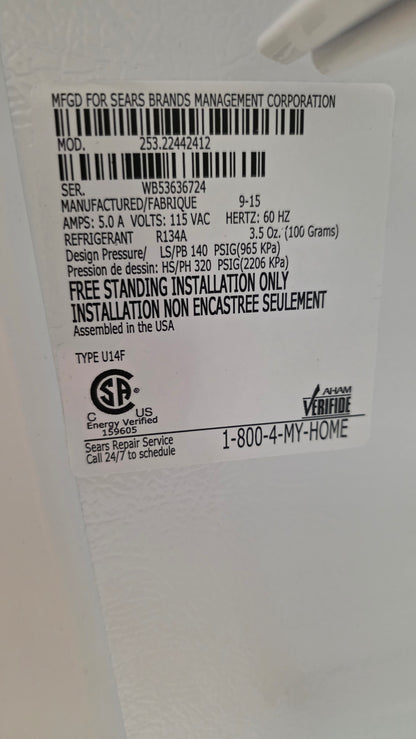 MFGD FOR SEARS BRANDS MANAGEMENT CORPORATION
MOD. 253.22442412
SER. WB53636724
MANUFACTURED/FABRIQUE 9-15
AMPS: 5.0 A VOLTS: 115 VAC HERTZ: 60 HZ
REFRIGERANT R134A 3.5 Oz. (100 Grams)
Design Pressure/ LS/PB 140 PSIG(965 KPa)
Pression de dessin: HS/PH 320 PSIG(2206 KPa)
FREE STANDING INSTALLATION ONLY
INSTALLATION NON ENCASTREE SEULEMENT
Assembled in the USA
TYPE U14F
SA ®
C US
Energy Verified
159605
AHAM
VERIFIDE
Sears Repair Service
Call 24/7 to schedule
1-800-4-MY-HOME